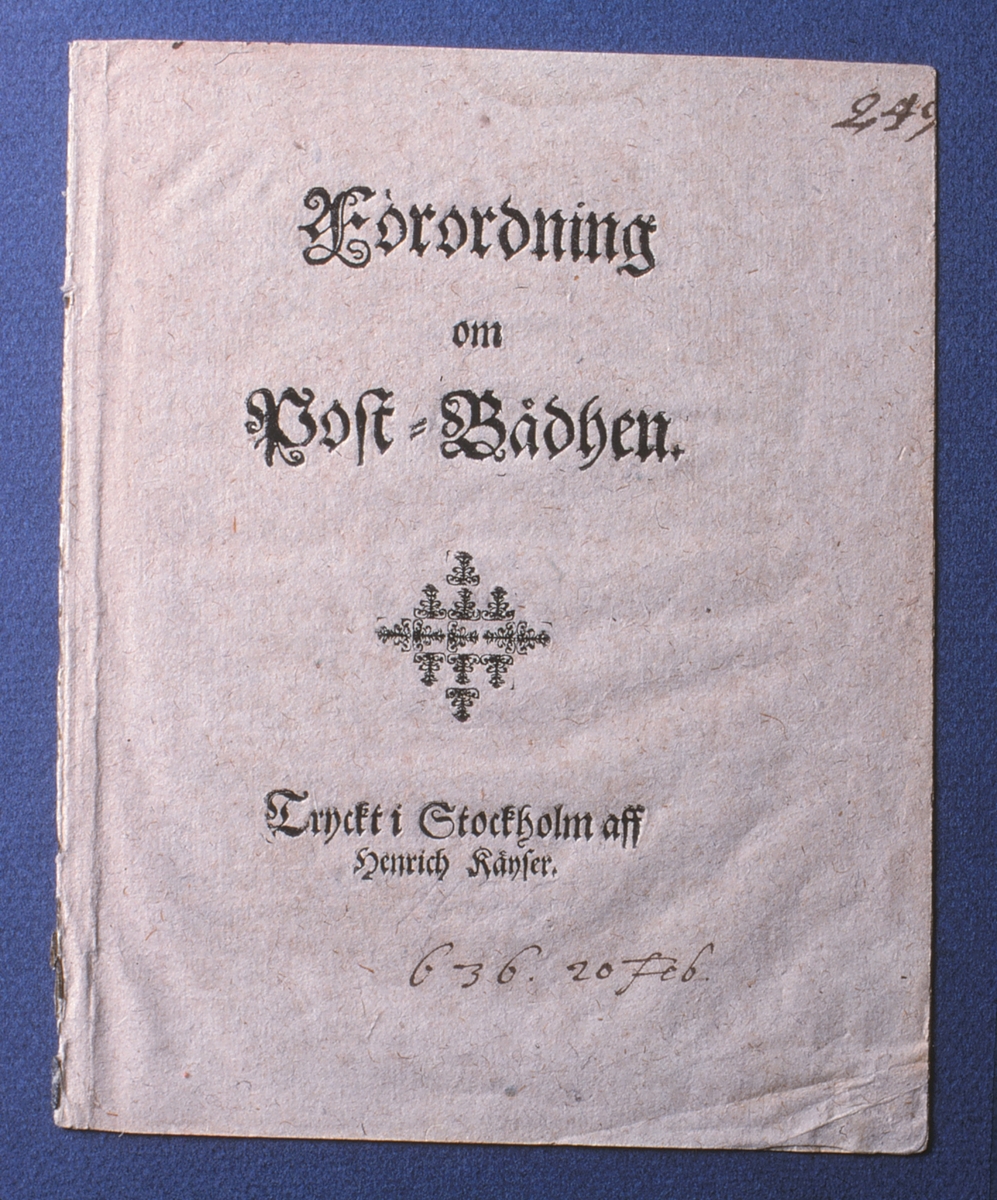 249
Förordning
om
Post-Bådhen.
Tryckt i Stockholm aff
Henrich Käyser.
636. 20 Feb.